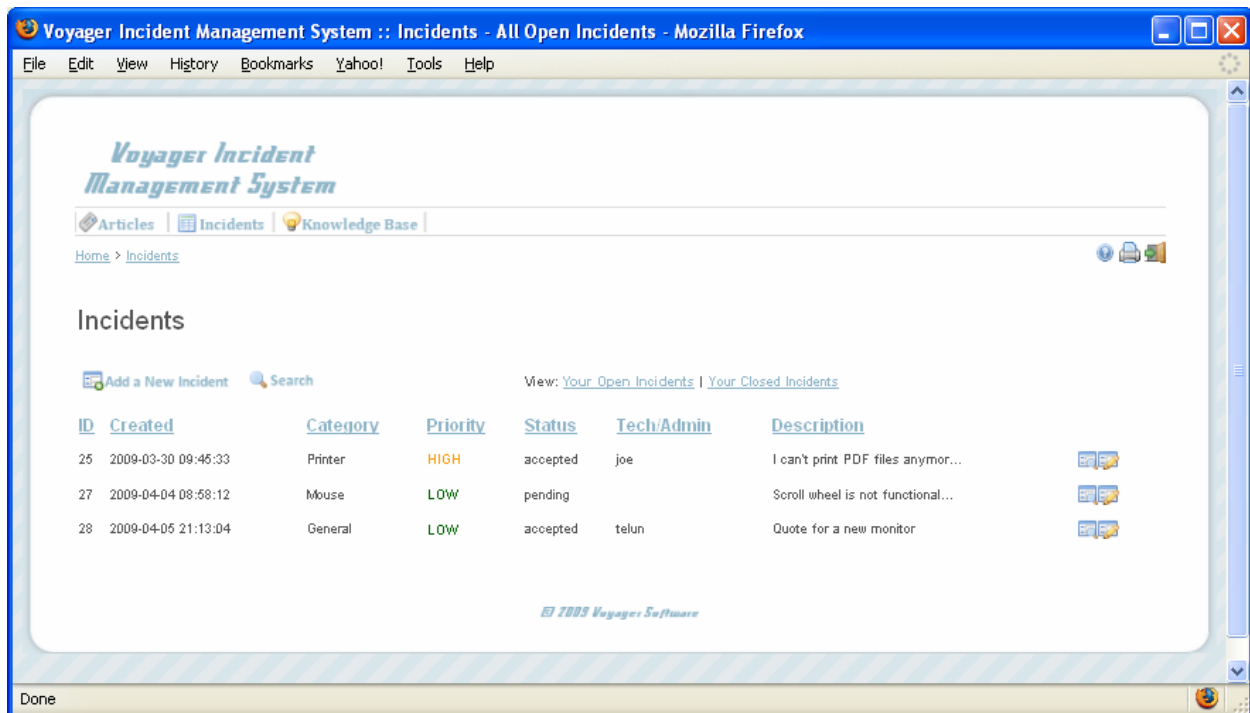 Voyager Incident Management System :: Incidents - All Open Incidents - Mozilla Firefox
File Edit View History Bookmarks Yahoo! Tools Help
Voyager Incident
Management System
Articles Incidents Knowledge Base
Home > Incidents
Incidents
Add a New Incident Search View: Your Open Incidents | Your Closed Incidents
ID Created Category Priority Status Tech/Admin Description
25 2009-03-30 09:45:33 Printer HIGH accepted joe I can't print PDF files anymor...
27 2009-04-04 08:58:12 Mouse LOW pending Scroll wheel is not functional...
28 2009-04-05 21:13:04 General LOW accepted telun Quote for a new monitor
© 2009 Voyager Software
Done